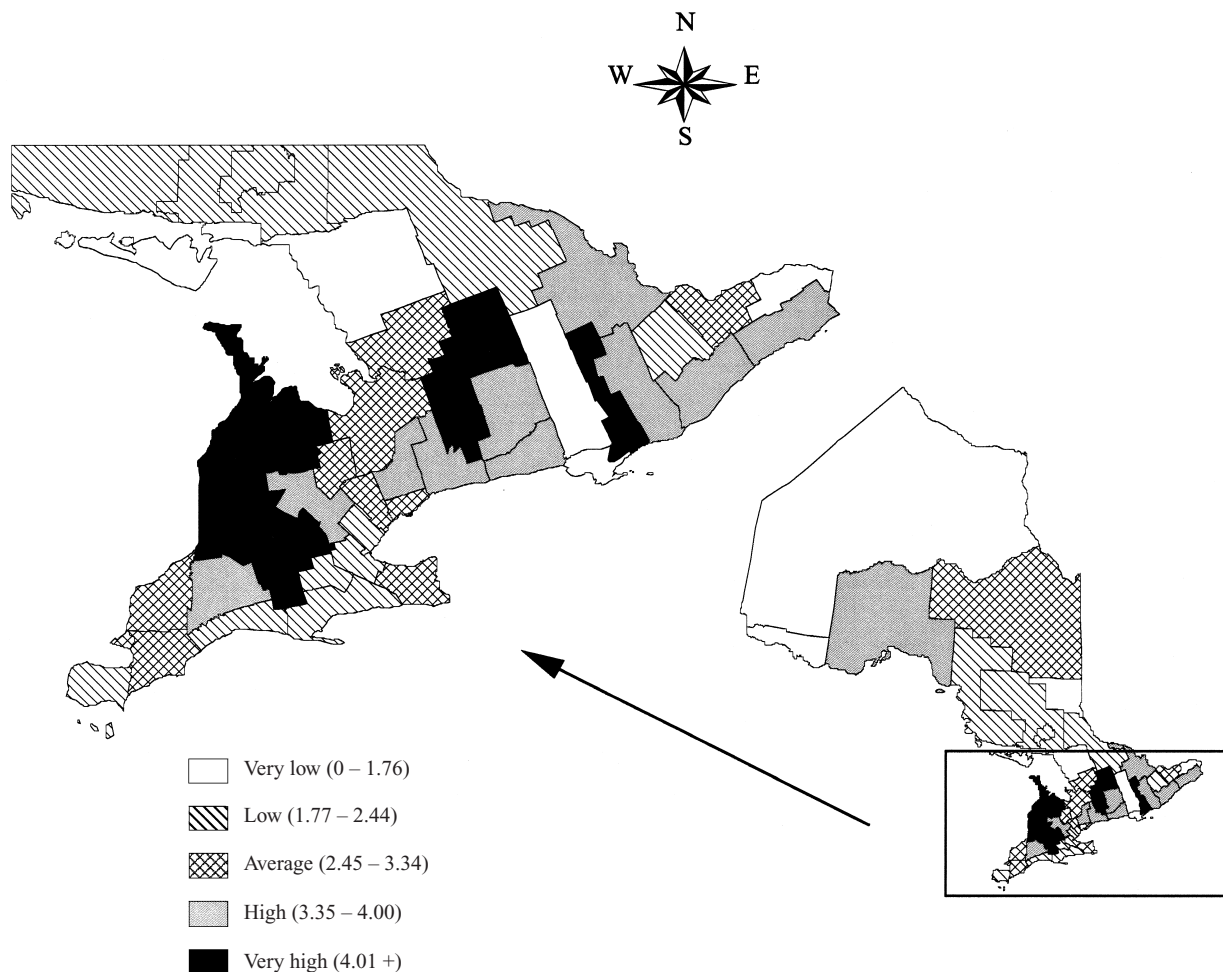 N
W E
S
Very low (0 – 1.76)
Low (1.77 – 2.44)
Average (2.45 – 3.34)
High (3.35 – 4.00)
Very high (4.01 +)